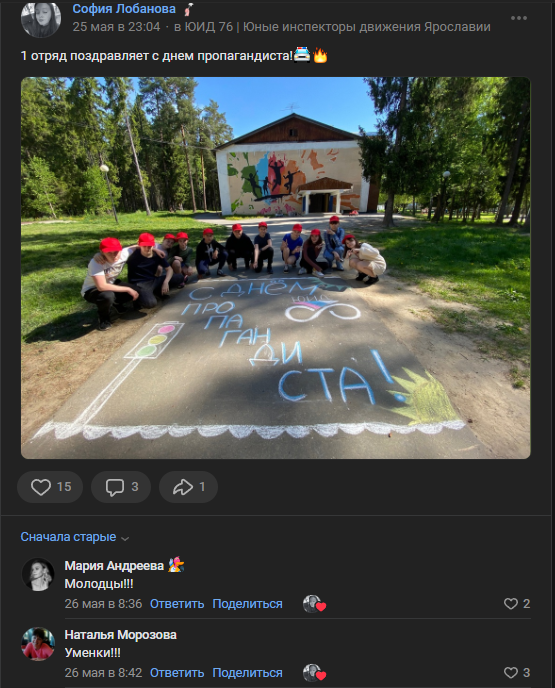 София Лобанова
25 мая в 23:04 · в ЮИД 76 | Юные инспекторы движения Ярославии
1 отряд поздравляет с днем пропагандиста!
С ДНЁМ
ЮИД
ПРО
ПА
ГАН
ДИ
СТА!
15
3
1
Сначала старые
Мария Андреева
Молодцы!!!
26 мая в 8:36 Ответить Поделиться
2
Наталья Морозова
Уменки!!!
26 мая в 8:42 Ответить Поделиться
3